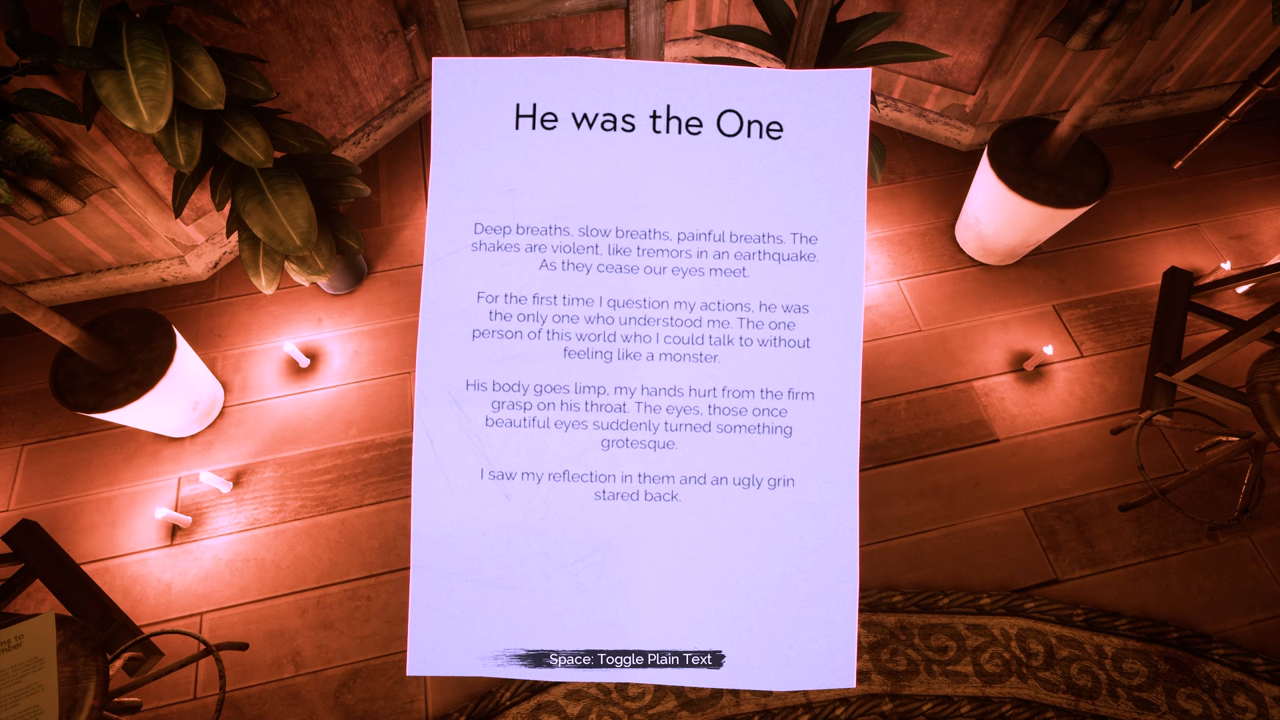 He was the One
Deep breaths, slow breaths, painful breaths. The
shakes are violent, like tremors in an earthquake.
As they cease our eyes meet.
For the first time I question my actions, he was
the only one who understood me. The one
person of this world who I could talk to without
feeling like a monster.
His body goes limp, my hands hurt from the firm
grasp on his throat. The eyes, those once
beautiful eyes suddenly turned something
grotesque.
I saw my reflection in them and an ugly grin
stared back.
Space: Toggle Plain Text